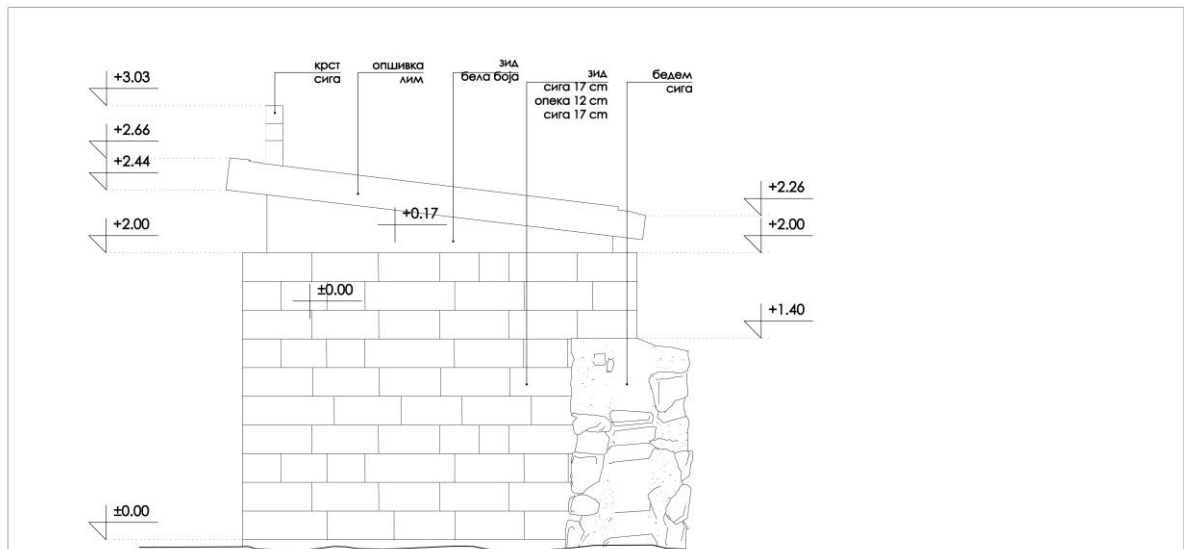 крст
сига
опшивка
лим
зид
бела боја
зид
сига 17 cm
опека 12 cm
сига 17 cm
бедем
сига
+3.03
+2.66
+2.44
+2.00
±0.00
+0.17
±0.00
+2.26
+2.00
+1.40